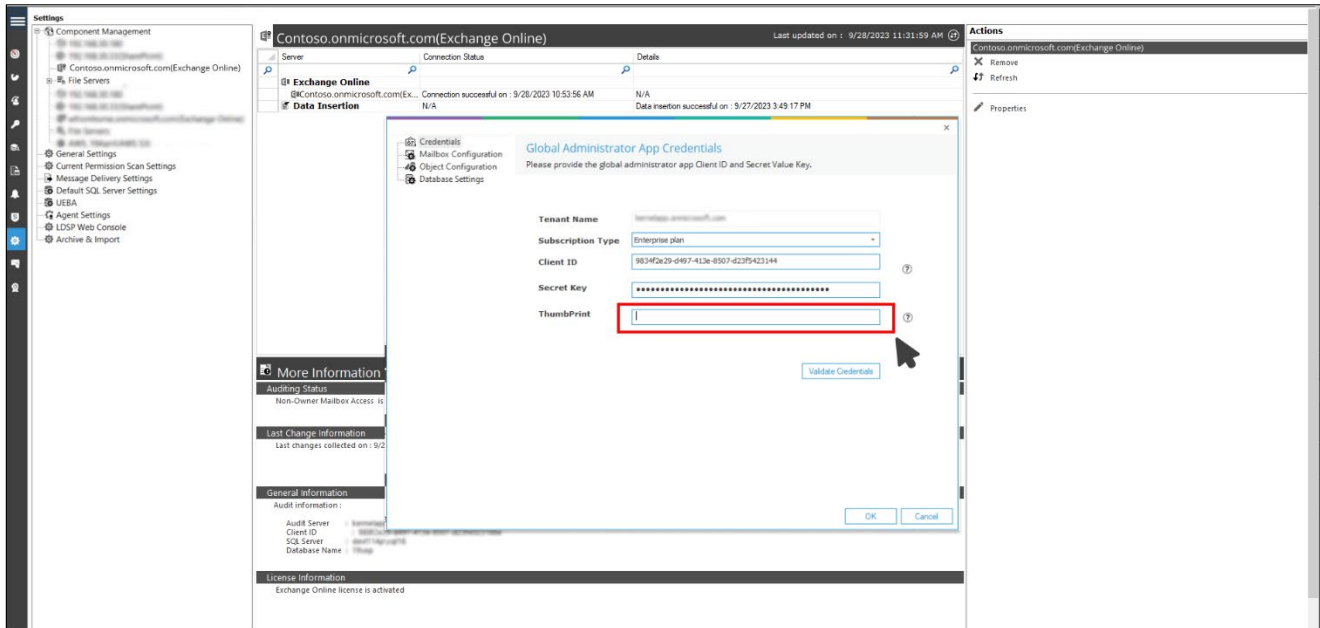 Settings
Component Management
Contoso.onmicrosoft.com(Exchange Online)
File Servers
General Settings
Current Permission Scan Settings
Message Delivery Settings
Default SQL Server Settings
UEBA
Agent Settings
LDSP Web Console
Archive & Import
Contoso.onmicrosoft.com(Exchange Online)
Last updated on : 9/28/2023 11:31:59 AM
Server Connection Status Details
Exchange Online
Contoso.onmicrosoft.com(Ex... Connection successful on : 9/28/2023 10:53:56 AM N/A
Data Insertion N/A Data insertion successful on : 9/27/2023 3:49:17 PM
Credentials
Mailbox Configuration
Object Configuration
Database Settings
Global Administrator App Credentials
Please provide the global administrator app Client ID and Secret Value Key.
Tenant Name
Subscription Type Enterprise plan
Client ID 9834f2e29-d497-413e-8507-d23f5423144
Secret Key
ThumbPrint
Validate Credentials
OK Cancel
More Information
Auditing Status
Non-Owner Mailbox Access is
Last Change Information
Last changes collected on : 9/2
General Information
Audit information :
Audit Server :
Client ID :
SQL Server :
Database Name :
License Information
Exchange Online license is activated
Actions
Contoso.onmicrosoft.com(Exchange Online)
Remove
Refresh
Properties